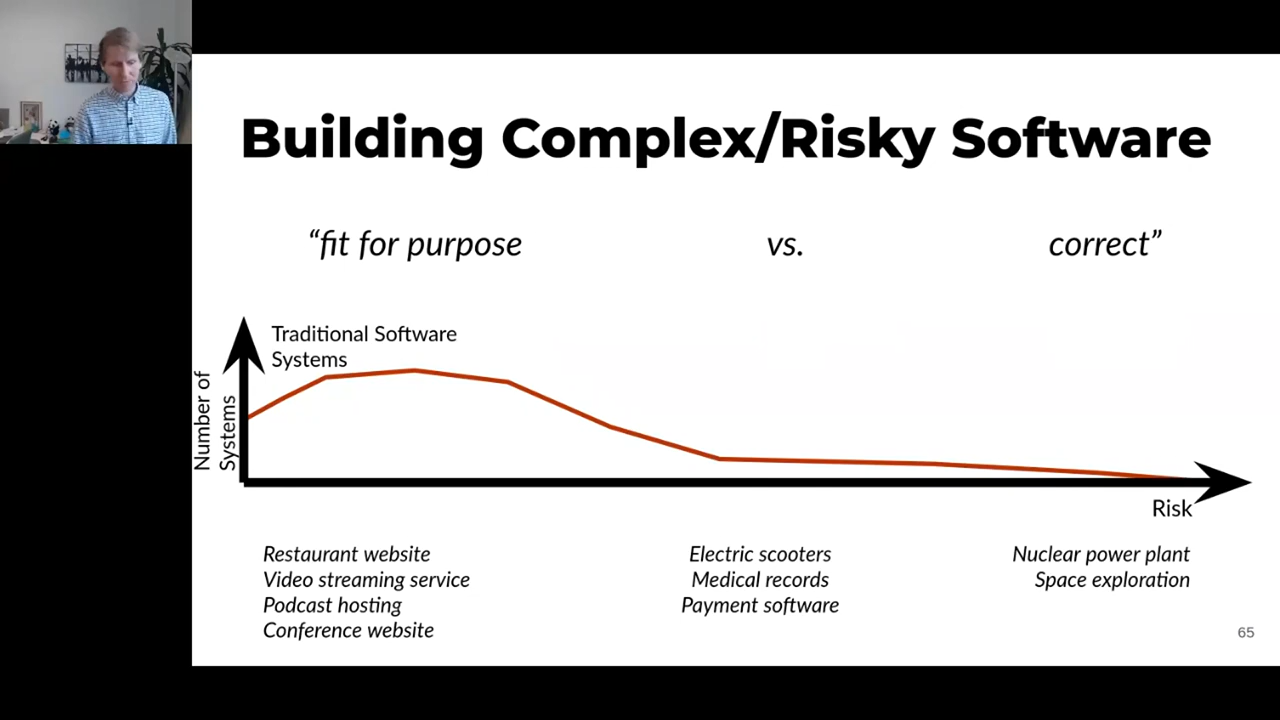 Building Complex/Risky Software
“fit for purpose vs. correct”
Traditional Software
Systems
Number of
Systems
Risk
Restaurant website
Video streaming service
Podcast hosting
Conference website
Electric scooters
Medical records
Payment software
Nuclear power plant
Space exploration
65